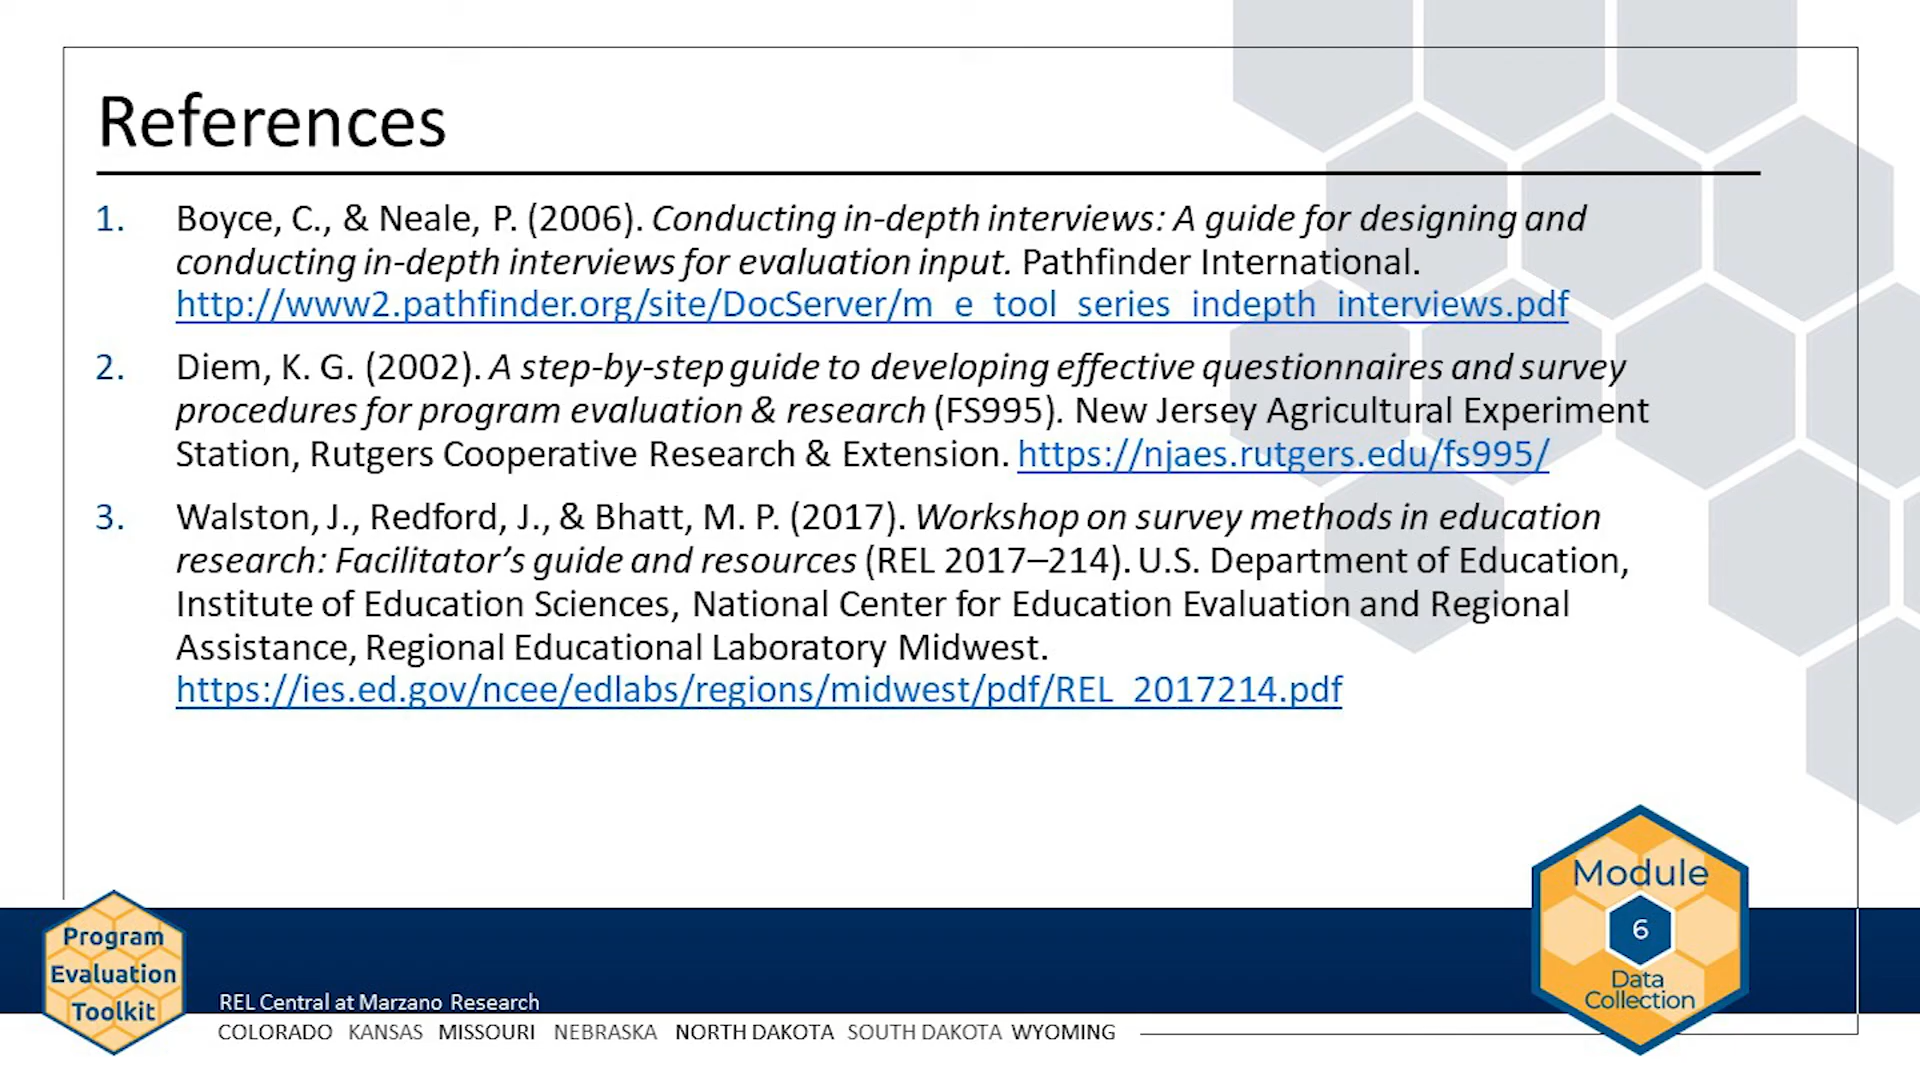 References
1. Boyce, C., & Neale, P. (2006). Conducting in-depth interviews: A guide for designing and
conducting in-depth interviews for evaluation input. Pathfinder International.
http://www2.pathfinder.org/site/DocServer/m_e_tool_series_indepth_interviews.pdf
2. Diem, K. G. (2002). A step-by-step guide to developing effective questionnaires and survey
procedures for program evaluation & research (FS995). New Jersey Agricultural Experiment
Station, Rutgers Cooperative Research & Extension. https://njaes.rutgers.edu/fs995/
3. Walston, J., Redford, J., & Bhatt, M. P. (2017). Workshop on survey methods in education
research: Facilitator’s guide and resources (REL 2017–214). U.S. Department of Education,
Institute of Education Sciences, National Center for Education Evaluation and Regional
Assistance, Regional Educational Laboratory Midwest.
https://ies.ed.gov/ncee/edlabs/regions/midwest/pdf/REL_2017214.pdf
Program
Evaluation
Toolkit
REL Central at Marzano Research
COLORADO KANSAS MISSOURI NEBRASKA NORTH DAKOTA SOUTH DAKOTA WYOMING
Module
6
Data
Collection